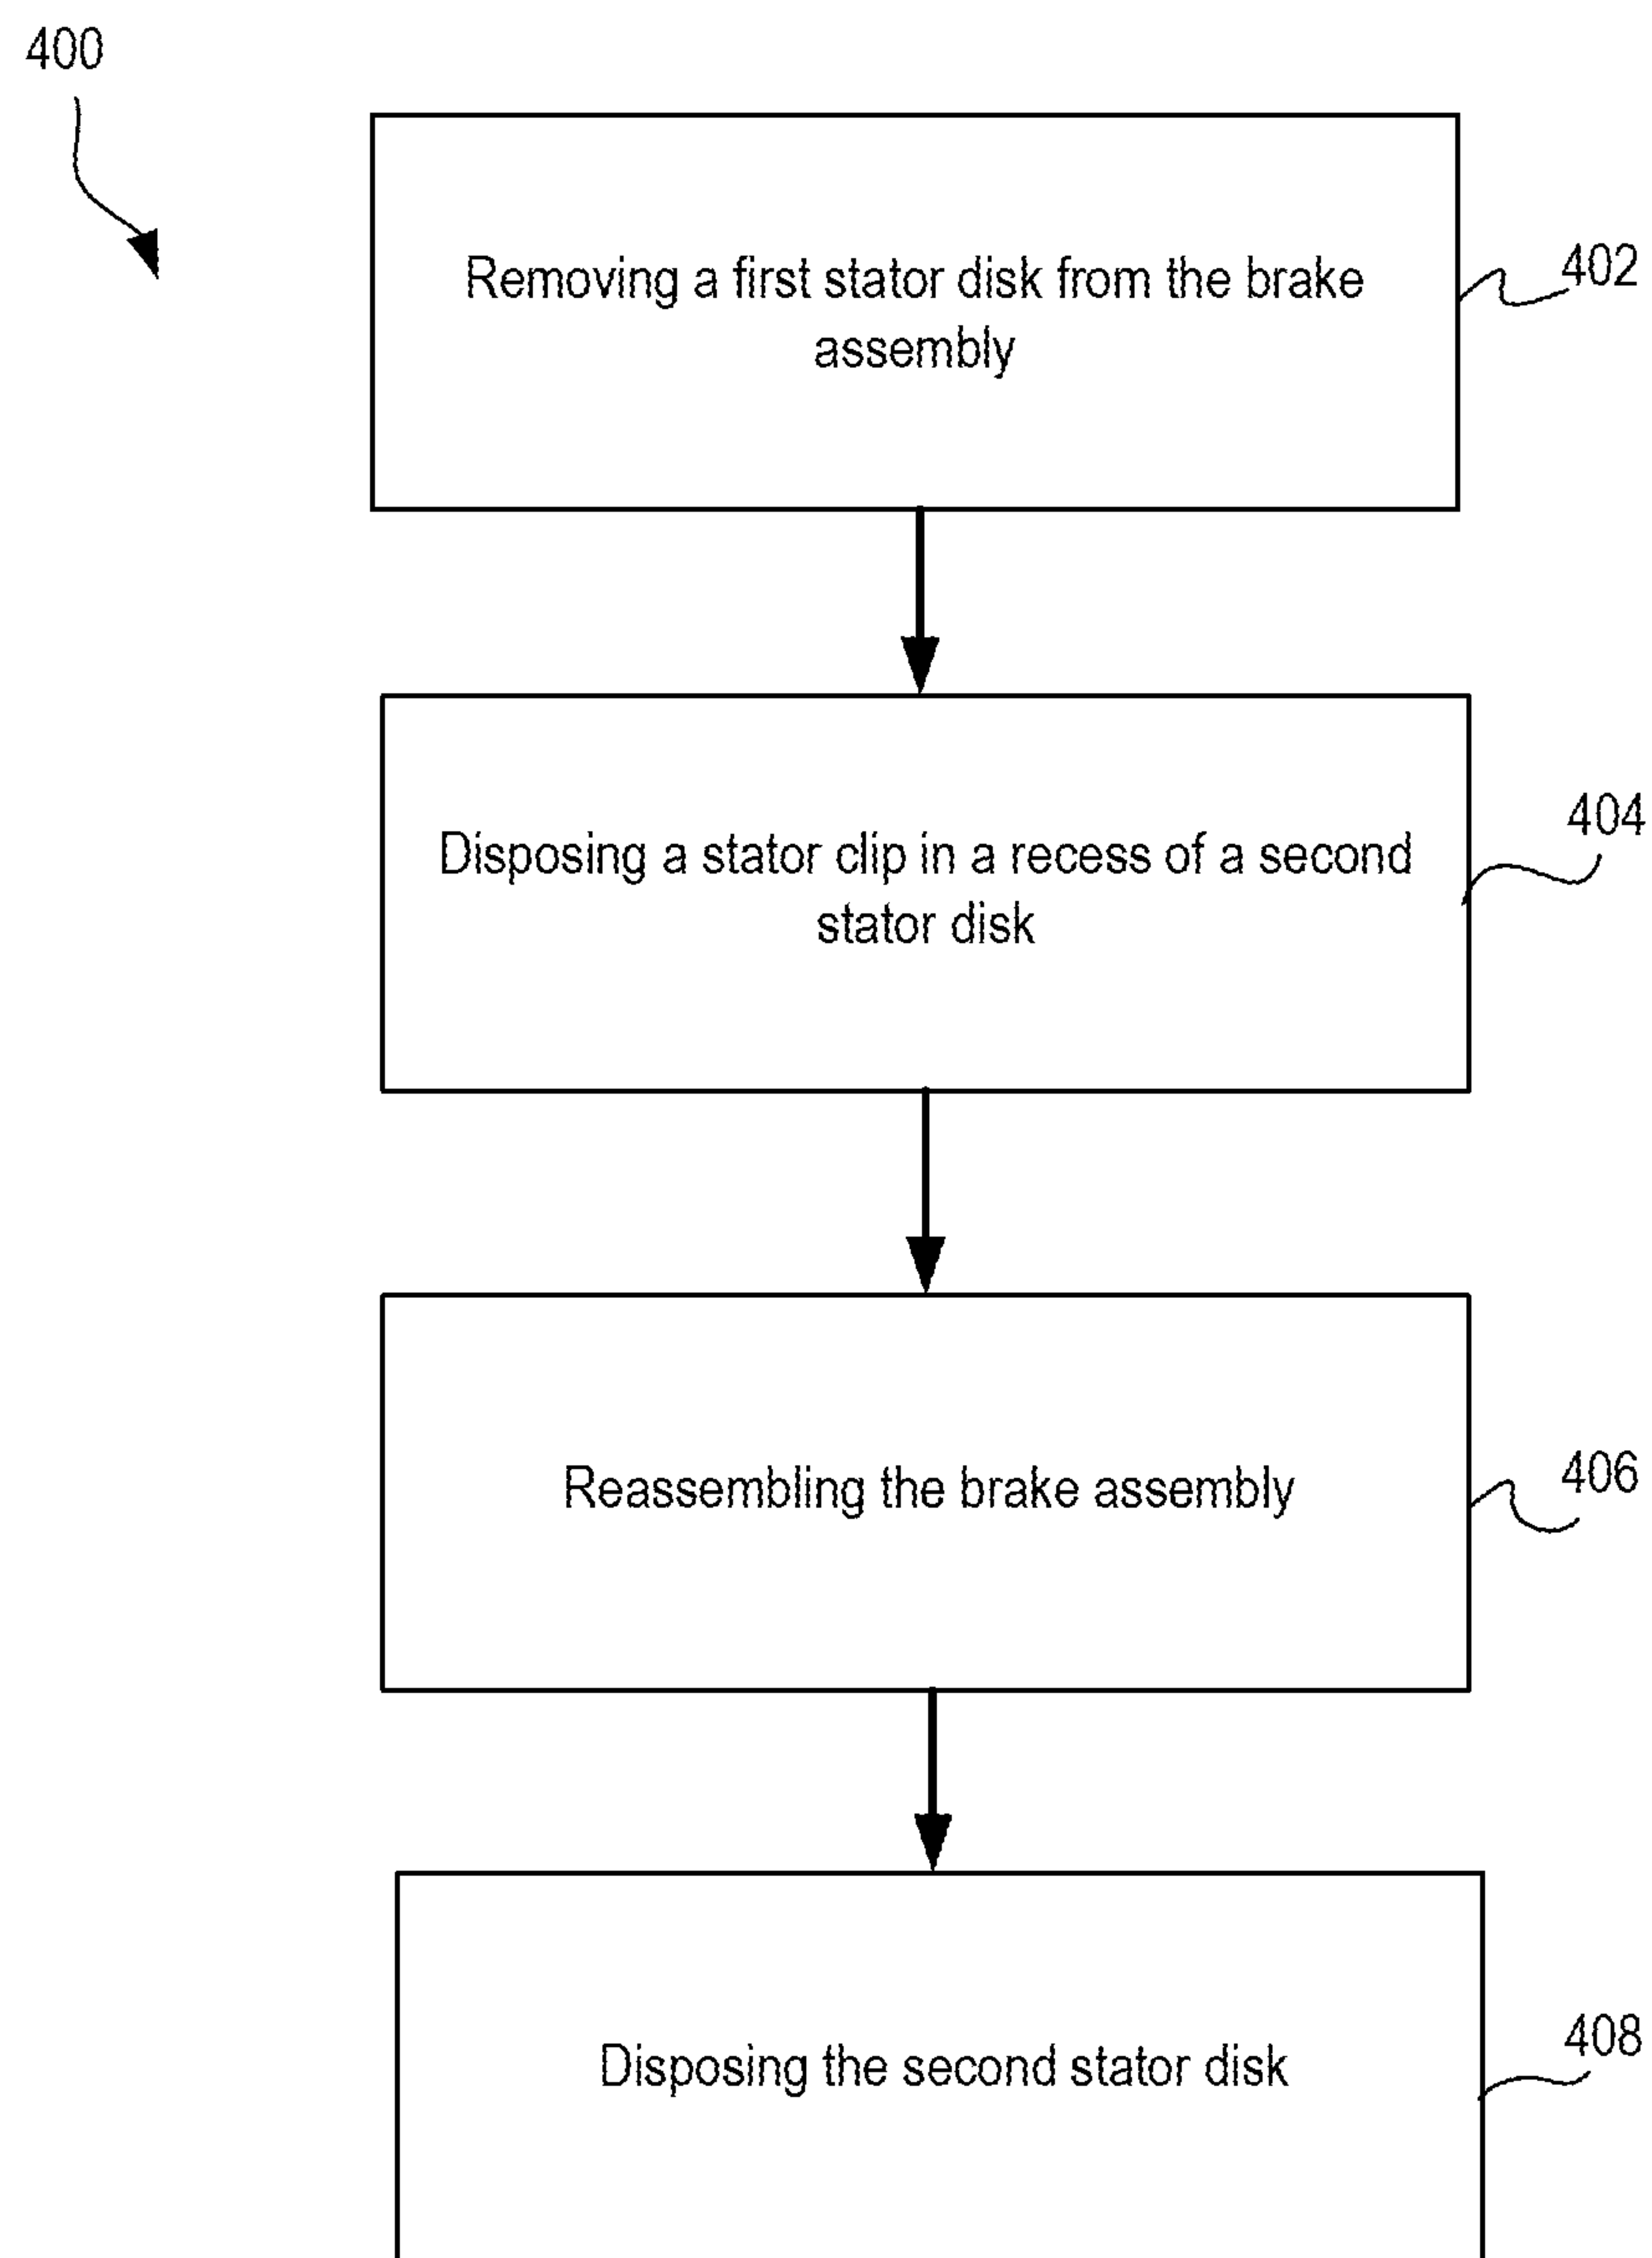 400
Removing a first stator disk from the brake
assembly
402
Disposing a stator clip in a recess of a second
stator disk
404
Reassembling the brake assembly
406
Disposing the second stator disk
408